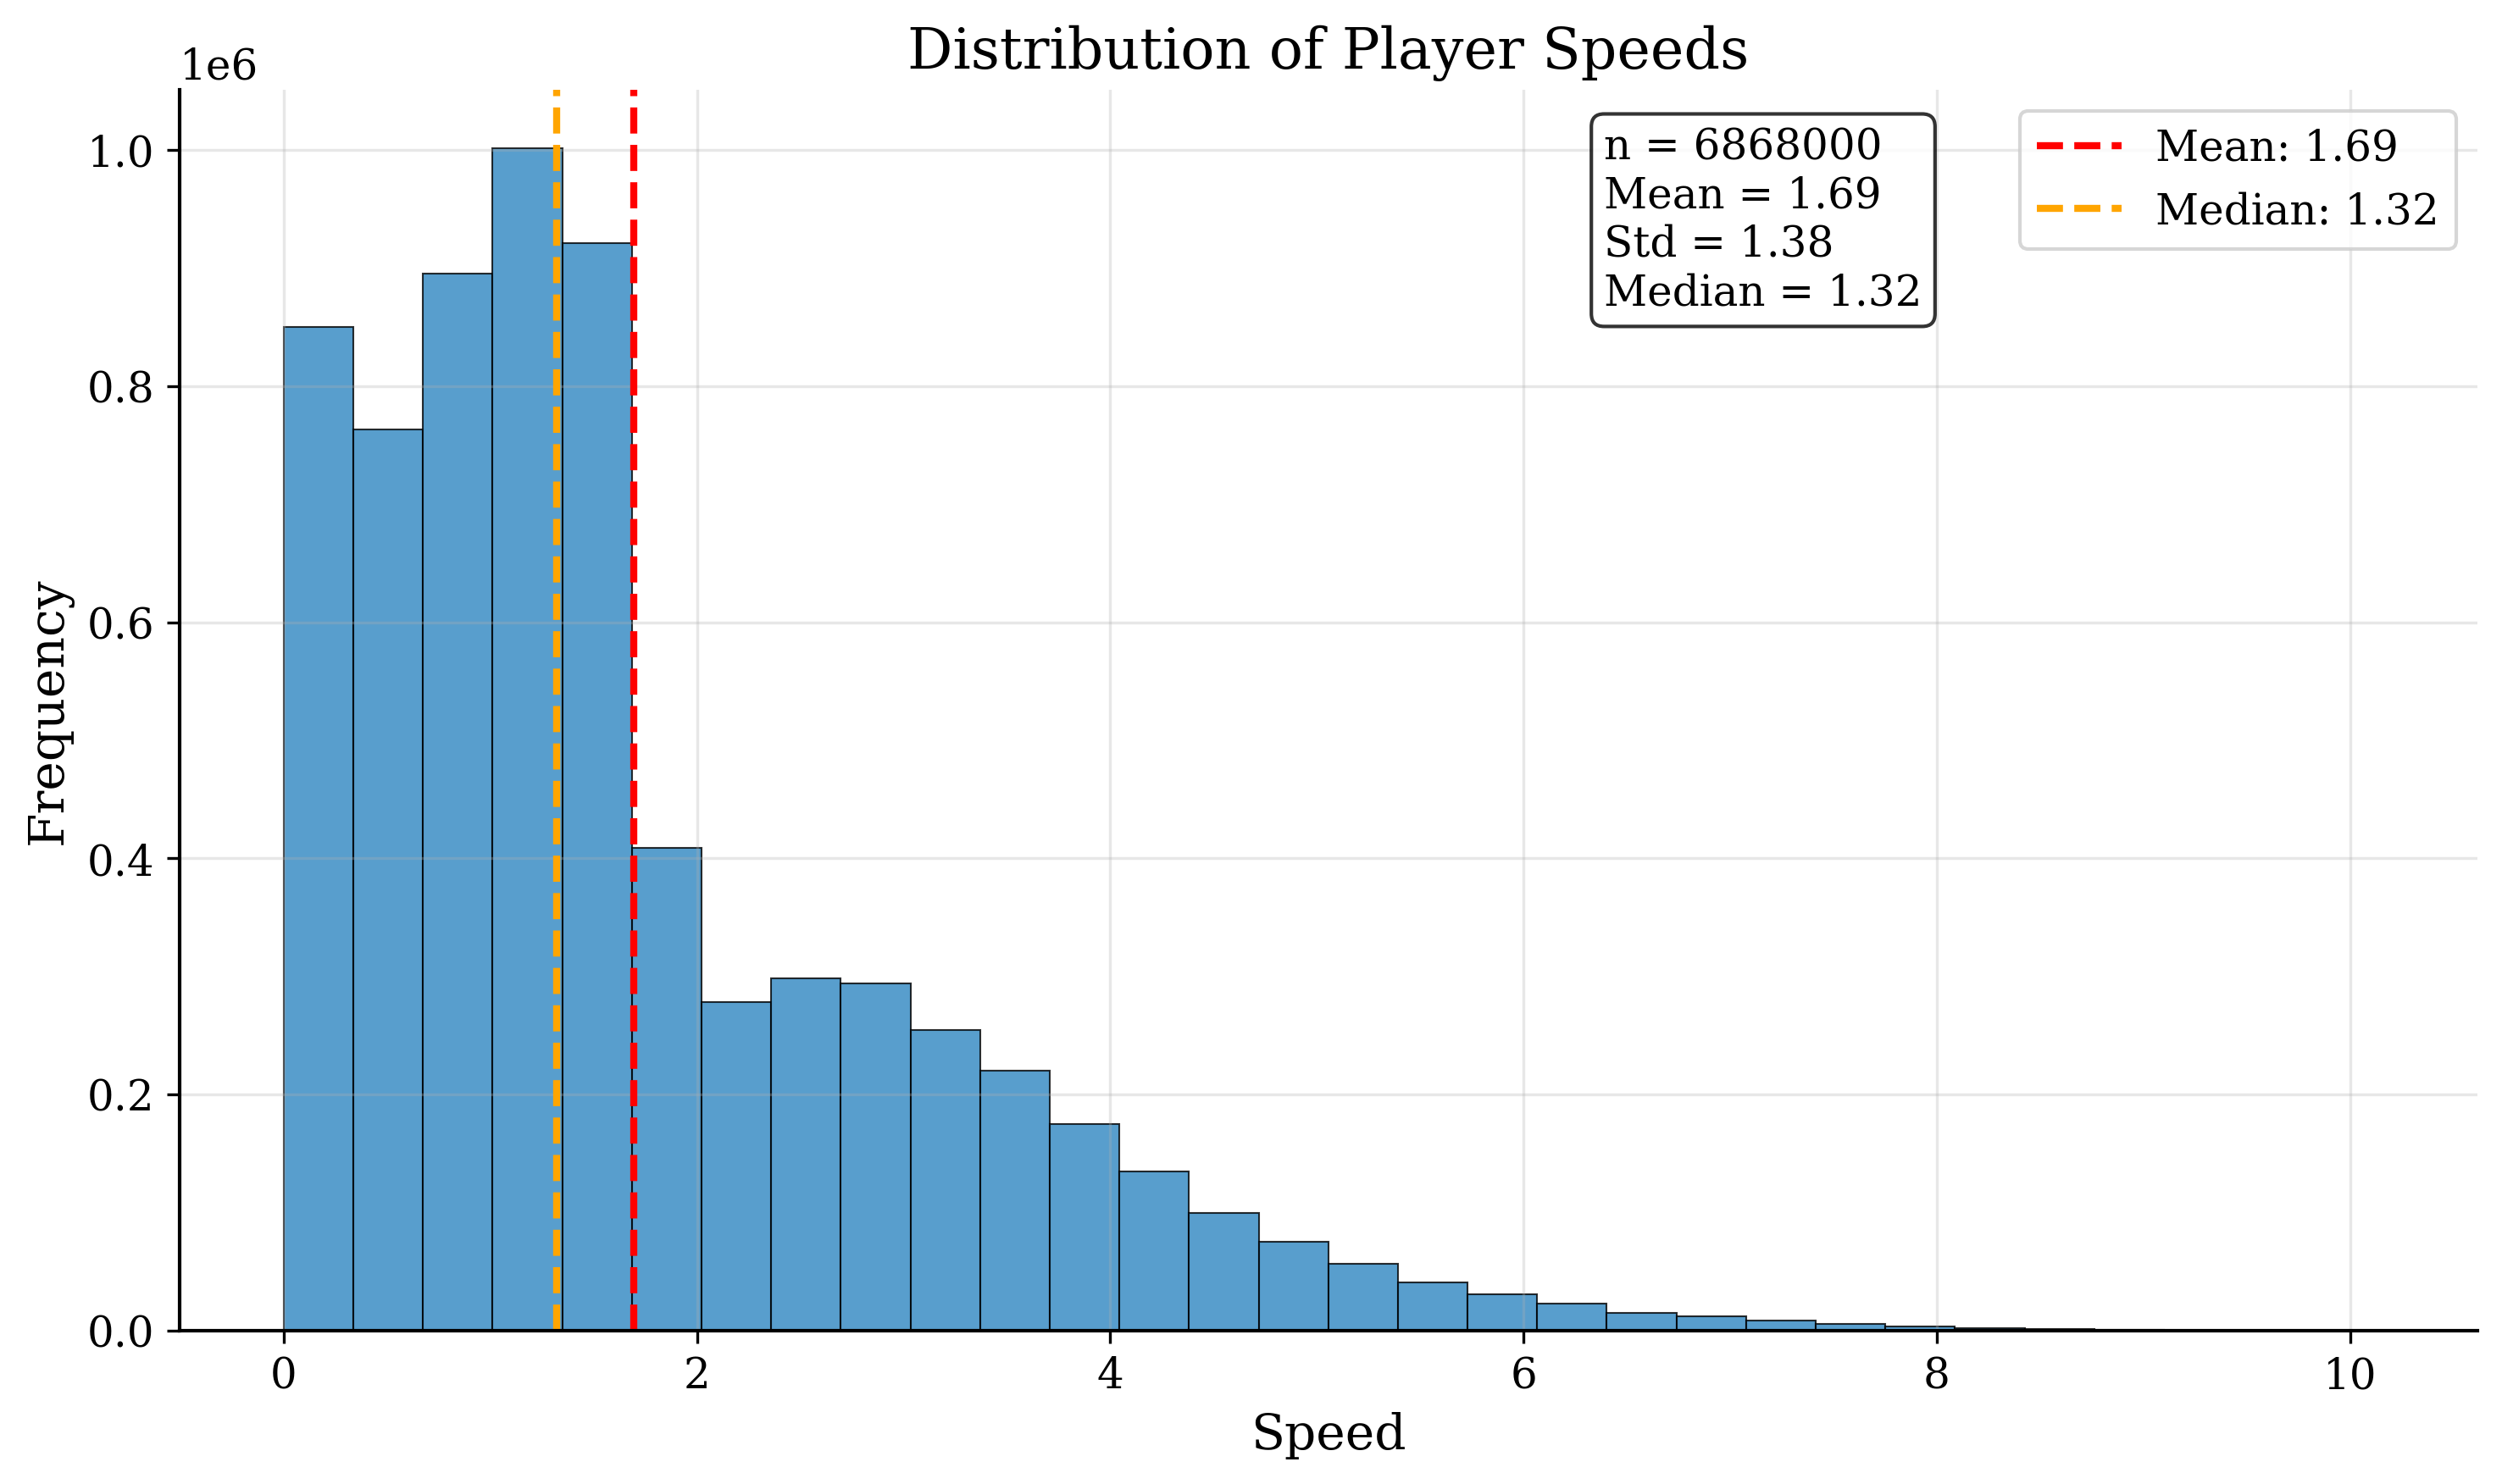 Distribution of Player Speeds
1e6
n = 6868000
Mean = 1.69
Std = 1.38
Median = 1.32
Mean: 1.69
Median: 1.32
1.0
0.8
0.6
0.4
0.2
0.0
Frequency
0 2 4 6 8 10
Speed